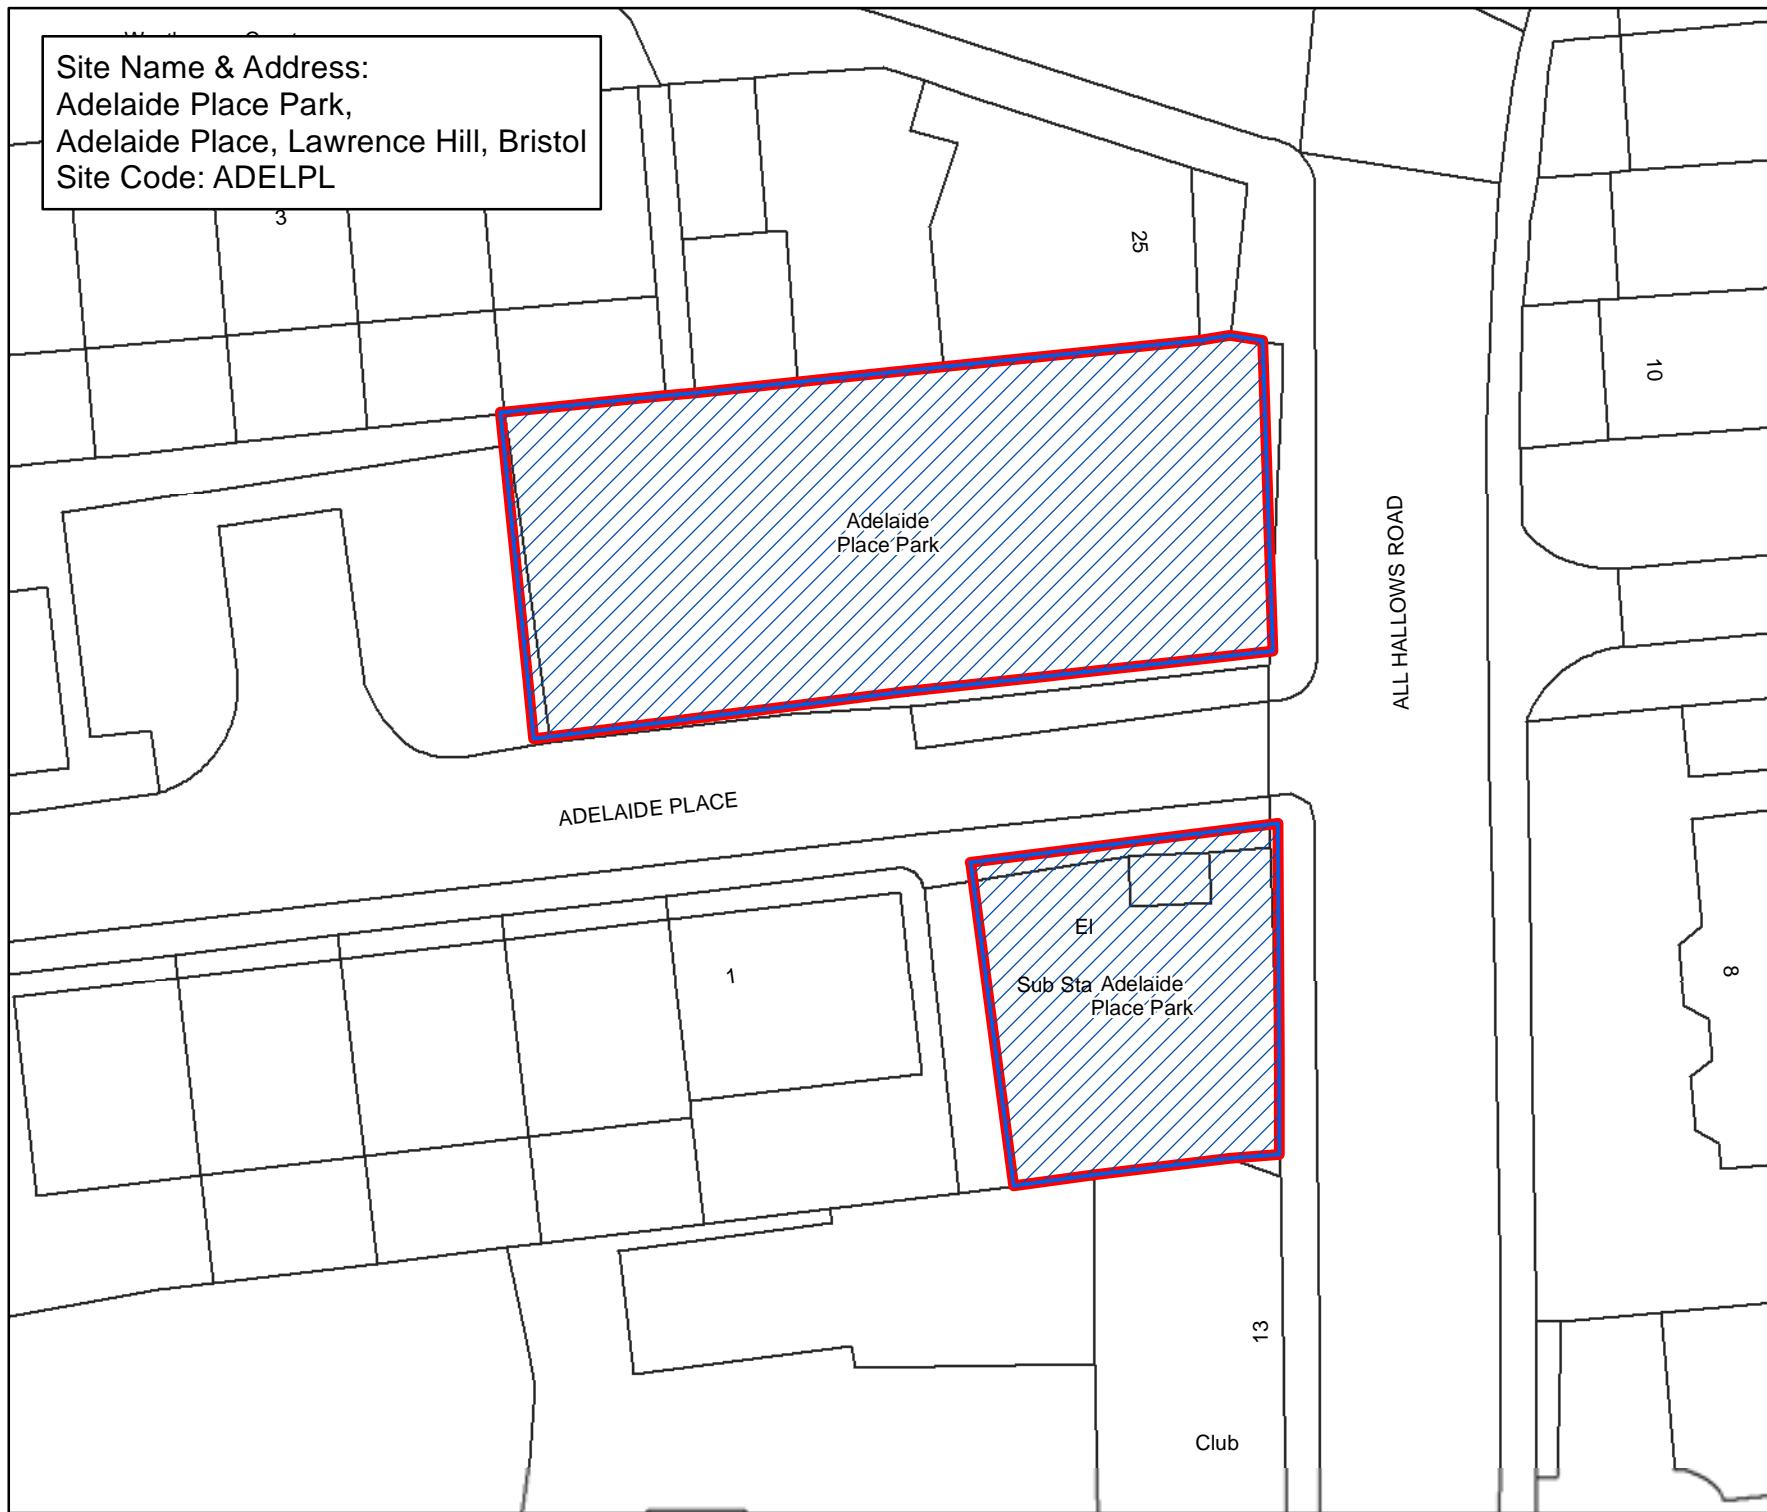 Site Name & Address:
Adelaide Place Park,
Adelaide Place, Lawrence Hill, Bristol
Site Code: ADELPL
3
25
10
Adelaide
Place Park
ALL HALLOWS ROAD
ADELAIDE PLACE
El
Sub Sta
Adelaide
Place Park
1
8
13
Club